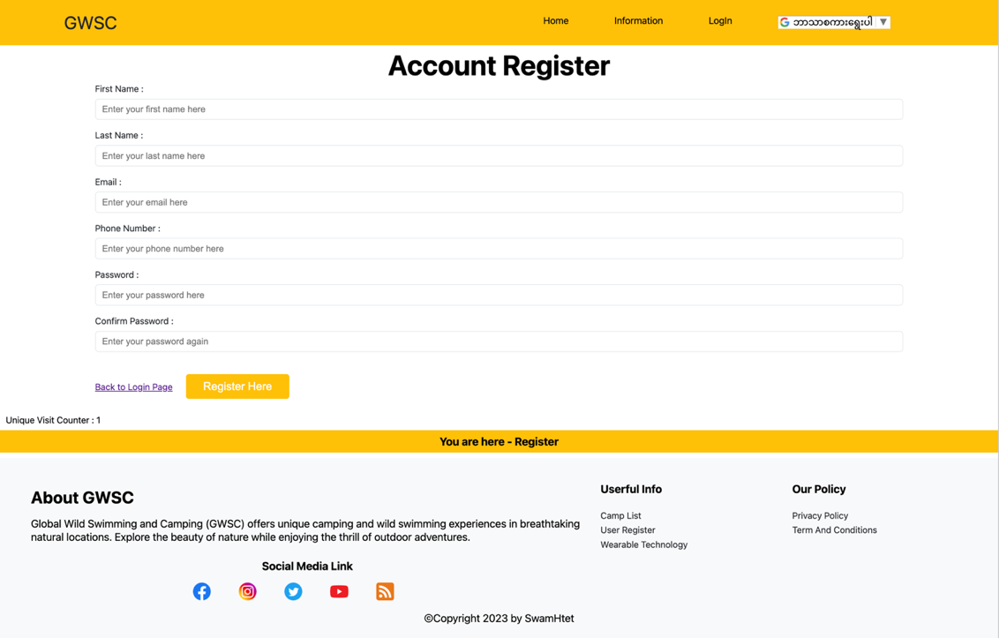 GWSC
Home Information LogIn ဘာသာစကားရွေးပါ ▼
Account Register
First Name :
Enter your first name here
Last Name :
Enter your last name here
Email :
Enter your email here
Phone Number :
Enter your phone number here
Password :
Enter your password here
Confirm Password :
Enter your password again
Back to Login Page Register Here
Unique Visit Counter : 1
You are here - Register
About GWSC
Global Wild Swimming and Camping (GWSC) offers unique camping and wild swimming experiences in breathtaking
natural locations. Explore the beauty of nature while enjoying the thrill of outdoor adventures.
Social Media Link
Userful Info
Camp List
User Register
Wearable Technology
Our Policy
Privacy Policy
Term And Conditions
©Copyright 2023 by SwamHtet